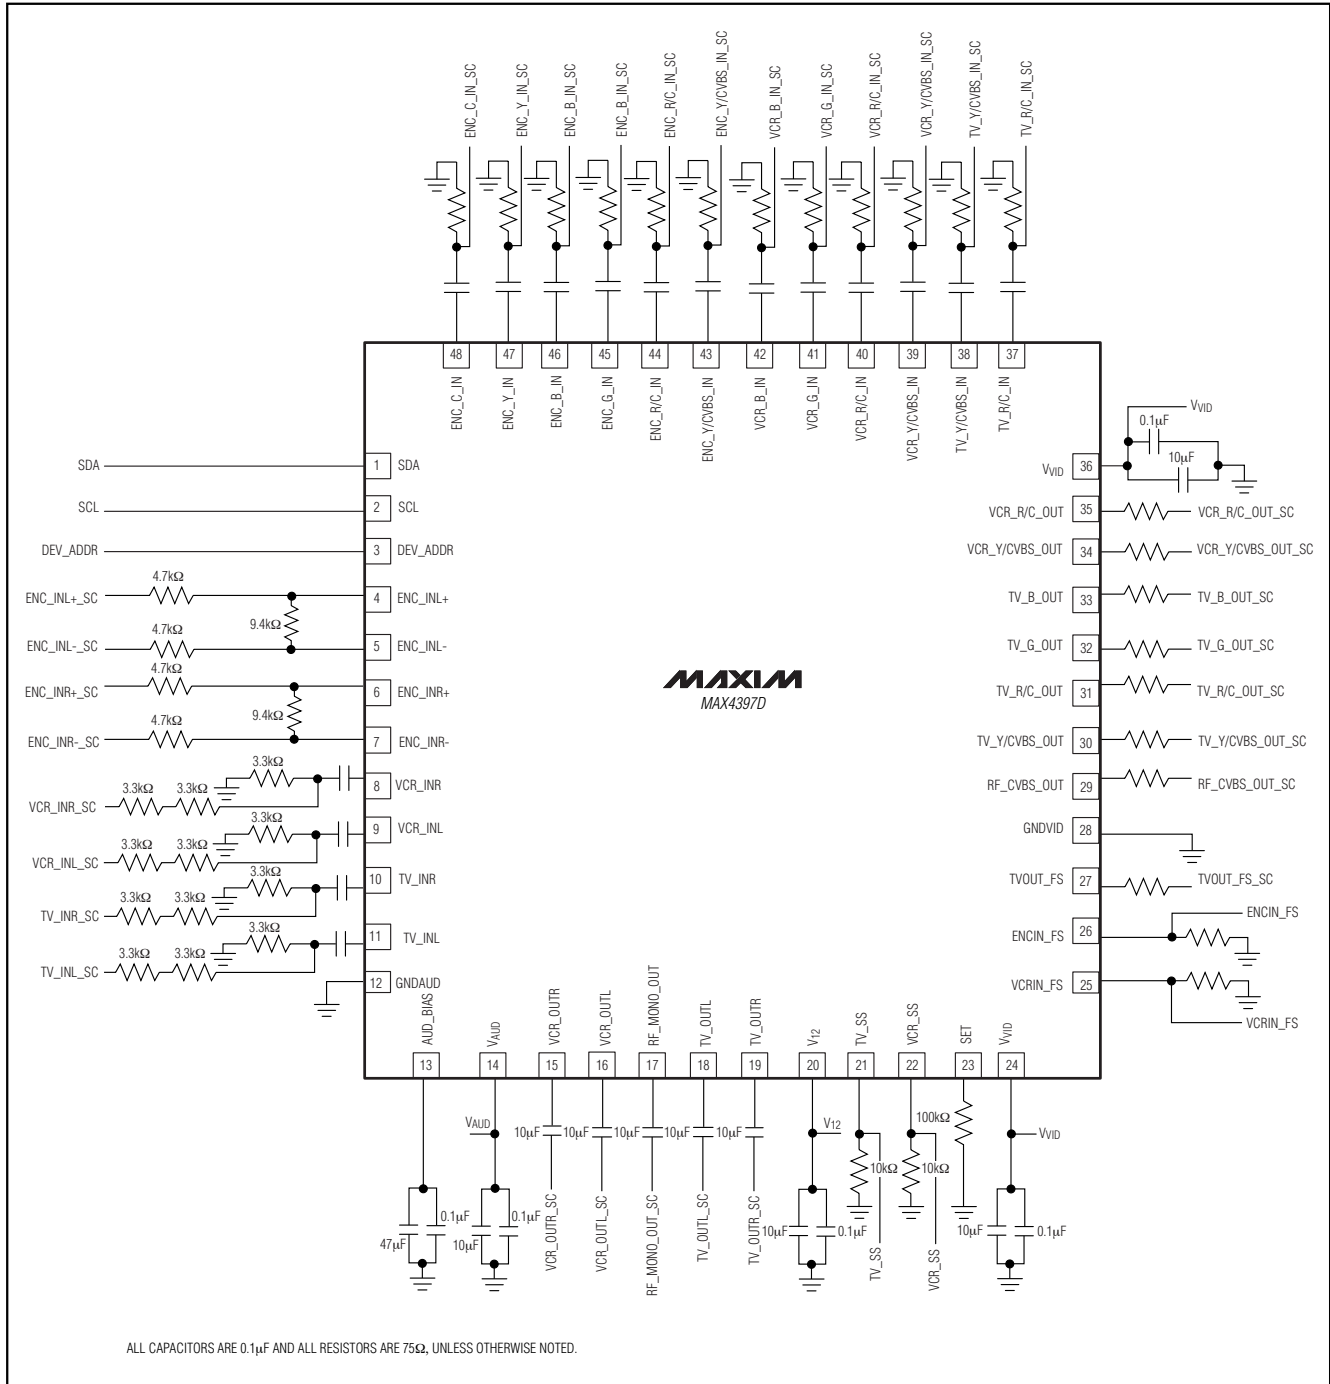 ENC_C_IN_SC
ENC_Y_IN_SC
ENC_B_IN_SC
ENC_B_IN_SC
ENC_R/C_IN_SC
ENC_Y/CVBS_IN_SC
VCR_B_IN_SC
VCR_G_IN_SC
VCR_R/C_IN_SC
VCR_Y/CVBS_IN_SC
TV_Y/CVBS_IN_SC
TV_R/C_IN_SC
48
47
46
45
44
43
42
41
40
39
38
37
ENC_C_IN
ENC_Y_IN
ENC_B_IN
ENC_G_IN
ENC_R/C_IN
ENC_Y/CVBS_IN
VCR_B_IN
VCR_G_IN
VCR_R/C_IN
VCR_Y/CVBS_IN
TV_Y/CVBS_IN
TV_R/C_IN
SDA
1 SDA
SCL
2 SCL
DEV_ADDR
3 DEV_ADDR
4.7kΩ
ENC_INL+_SC
4 ENC_INL+
9.4kΩ
4.7kΩ
ENC_INL-_SC
5 ENC_INL-
4.7kΩ
ENC_INR+_SC
6 ENC_INR+
9.4kΩ
4.7kΩ
ENC_INR-_SC
7 ENC_INR-
3.3kΩ
8 VCR_INR
3.3kΩ 3.3kΩ
VCR_INR_SC
3.3kΩ
9 VCR_INL
3.3kΩ 3.3kΩ
VCR_INL_SC
3.3kΩ
10 TV_INR
3.3kΩ 3.3kΩ
TV_INR_SC
3.3kΩ
11 TV_INL
3.3kΩ 3.3kΩ
TV_INL_SC
12 GNDAUD
MAXIM
MAX4397D
VVID
0.1μF
10μF
VVID 36
VCR_R/C_OUT 35
VCR_R/C_OUT_SC
VCR_Y/CVBS_OUT 34
VCR_Y/CVBS_OUT_SC
TV_B_OUT 33
TV_B_OUT_SC
TV_G_OUT 32
TV_G_OUT_SC
TV_R/C_OUT 31
TV_R/C_OUT_SC
TV_Y/CVBS_OUT 30
TV_Y/CVBS_OUT_SC
RF_CVBS_OUT 29
RF_CVBS_OUT_SC
GNDVID 28
TVOUT_FS 27
TVOUT_FS_SC
ENCIN_FS
ENCIN_FS 26
VCRIN_FS 25
VCRIN_FS
AUD_BIAS
VAUD
VCR_OUTR
VCR_OUTL
RF_MONO_OUT
TV_OUTL
TV_OUTR
V12
TV_SS
VCR_SS
SET
VVID
13
14
15
16
17
18
19
20
21
22
23
24
VAUD
10μF
10μF
10μF
10μF
10μF
V12
100kΩ
VVID
10kΩ
10kΩ
47μF
0.1μF
10μF
0.1μF
VCR_OUTR_SC
VCR_OUTL_SC
RF_MONO_OUT_SC
TV_OUTL_SC
TV_OUTR_SC
10μF
0.1μF
TV_SS
VCR_SS
10μF
0.1μF
ALL CAPACITORS ARE 0.1μF AND ALL RESISTORS ARE 75Ω, UNLESS OTHERWISE NOTED.